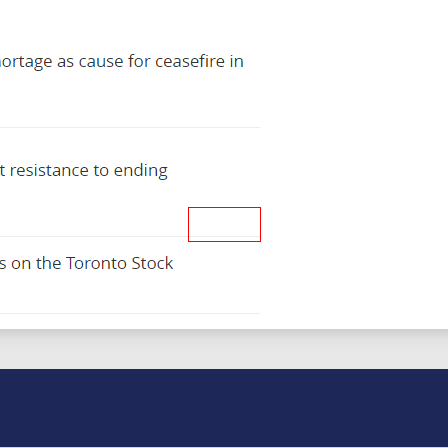 ortage as cause for ceasefire in
t resistance to ending
s on the Toronto Stock